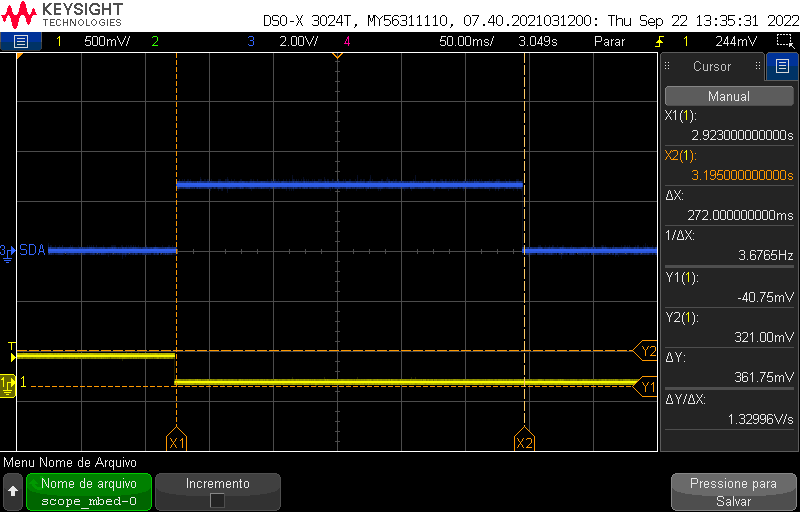 KEYSIGHT
TECHNOLOGIES
DSO-X 3024T, MY56311110, 07.40.2021031200: Thu Sep 22 13:35:31 2022
1 500mV/ 2 3 2.00V/ 4 50.00ms/ 3.049s Parar 1 244mV
Cursor
Manual
X1(1):
2.923000000000s
X2(1):
3.195000000000s
ΔX:
272.000000000ms
1/ΔX:
3.6765Hz
Y1(1):
-40.75mV
Y2(1):
321.00mV
ΔY:
361.75mV
ΔY/ΔX:
1.32996V/s
3 SDA
T
Y2
1 1
Y1
X1 X2
Menu Nome de Arquivo
Nome de arquivo
scope_mbed-0
Incremento
Pressione para
Salvar